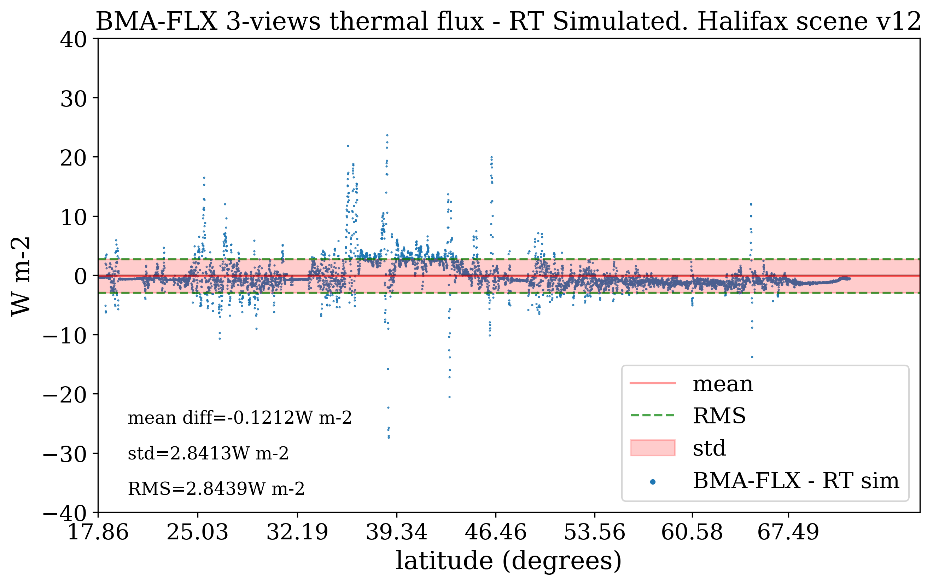 BMA-FLX 3-views thermal flux - RT Simulated. Halifax scene v12
40
30
20
10
0
−10
−20
−30
−40
W m-2
mean diff=-0.1212W m-2
std=2.8413W m-2
RMS=2.8439W m-2
mean
RMS
std
BMA-FLX - RT sim
17.86 25.03 32.19 39.34 46.46 53.56 60.58 67.49
latitude (degrees)